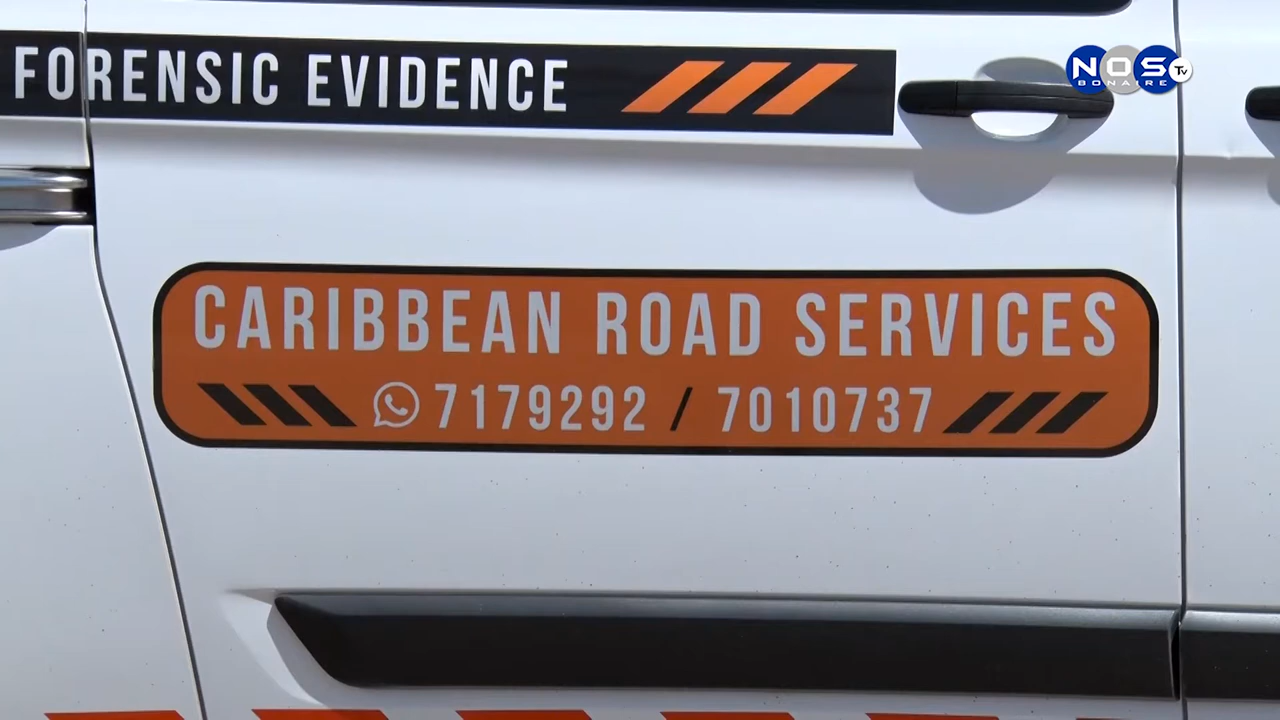 FORENSIC EVIDENCE
NOS TV
BONAIRE
CARIBBEAN ROAD SERVICES
7179292 / 7010737